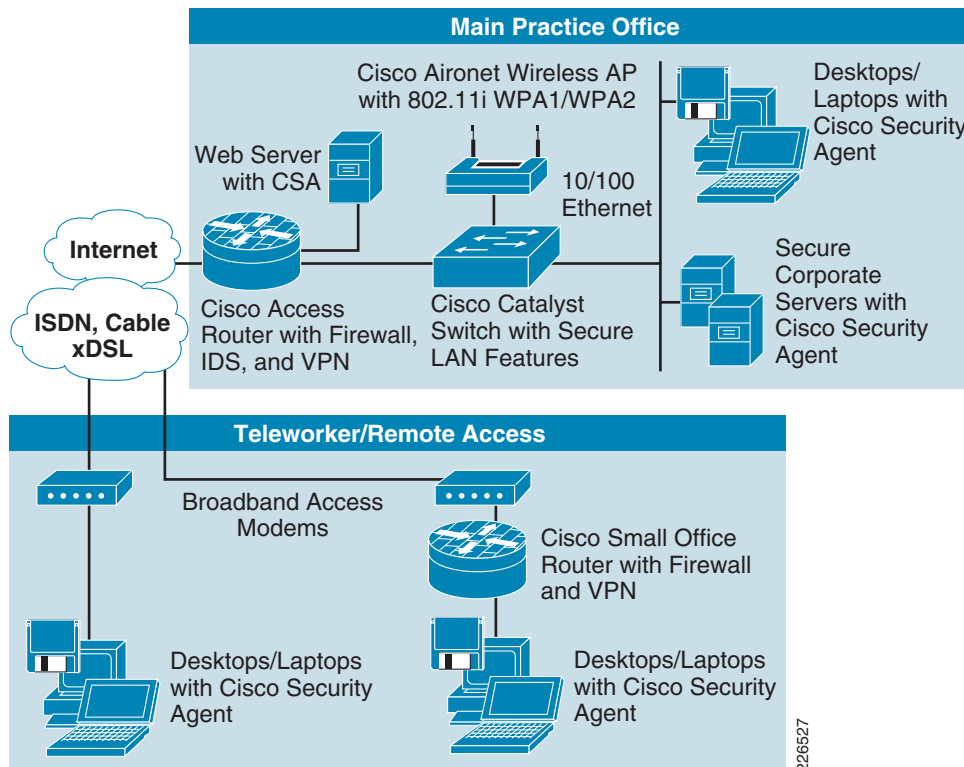 Main Practice Office
Cisco Aironet Wireless AP
with 802.11i WPA1/WPA2
Desktops/
Laptops with
Cisco Security
Agent
Web Server
with CSA
10/100
Ethernet
Internet
ISDN, Cable
xDSL
Cisco Access
Router with Firewall,
IDS, and VPN
Cisco Catalyst
Switch with Secure
LAN Features
Secure
Corporate
Servers with
Cisco Security
Agent
Teleworker/Remote Access
Broadband Access
Modems
Cisco Small Office
Router with Firewall
and VPN
Desktops/Laptops
with Cisco Security
Agent
Desktops/Laptops
with Cisco Security
Agent
226527